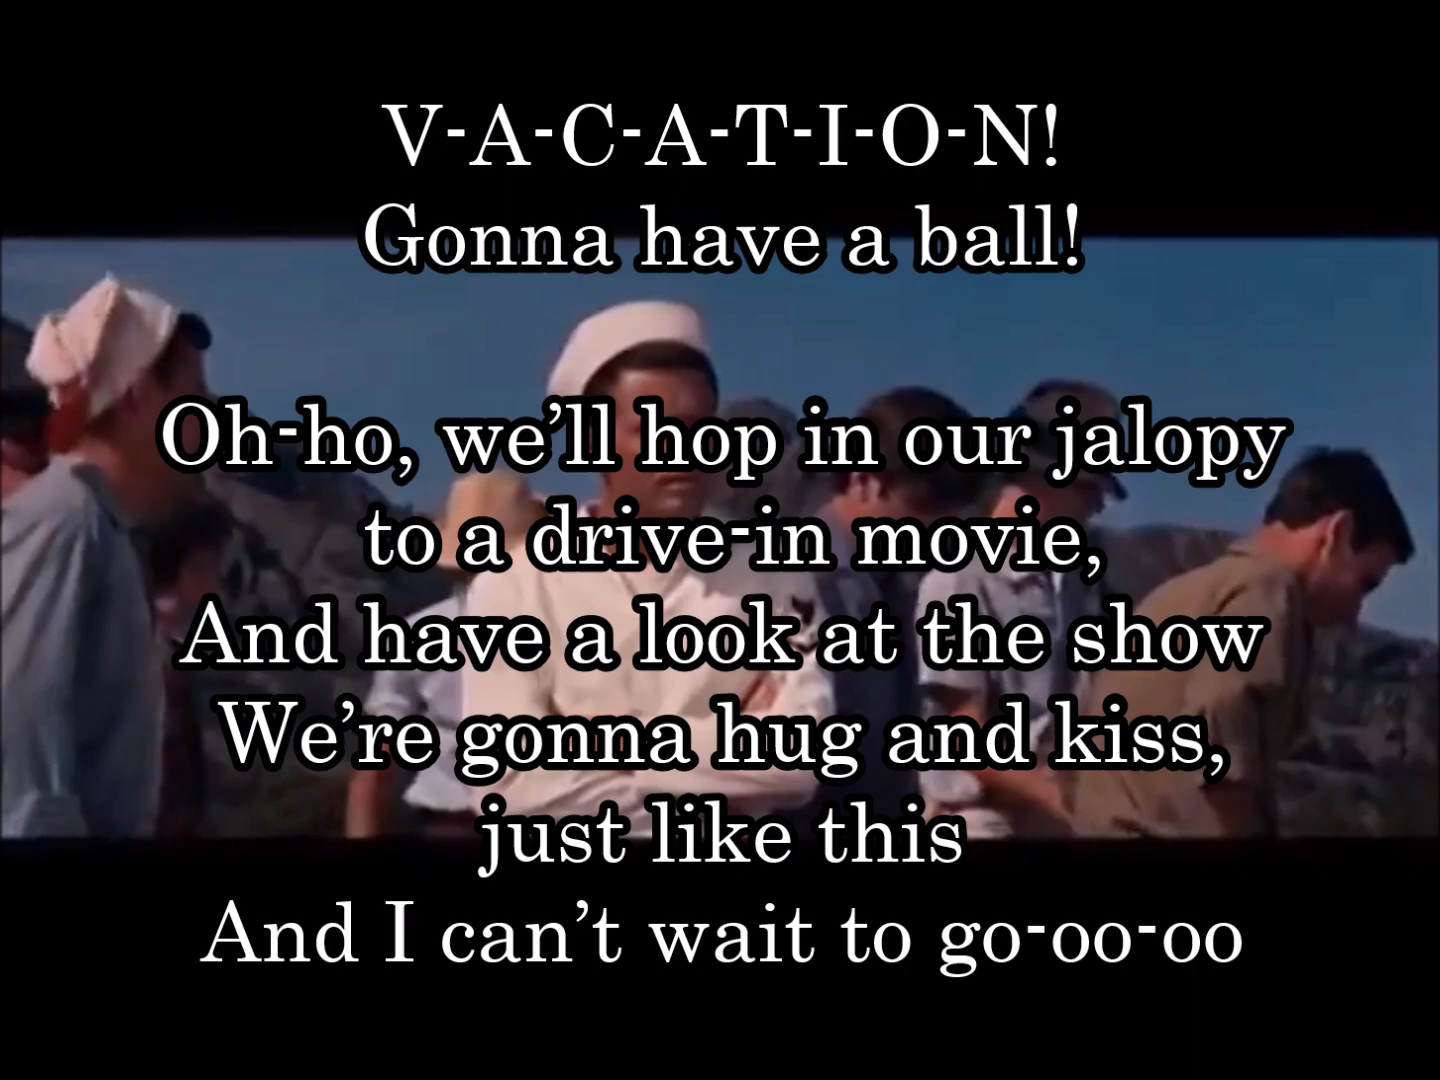 V-A-C-A-T-I-O-N!
Gonna have a ball!
Oh-ho, we’ll hop in our jalopy
to a drive-in movie,
And have a look at the show
We’re gonna hug and kiss,
just like this
And I can’t wait to go-oo-oo